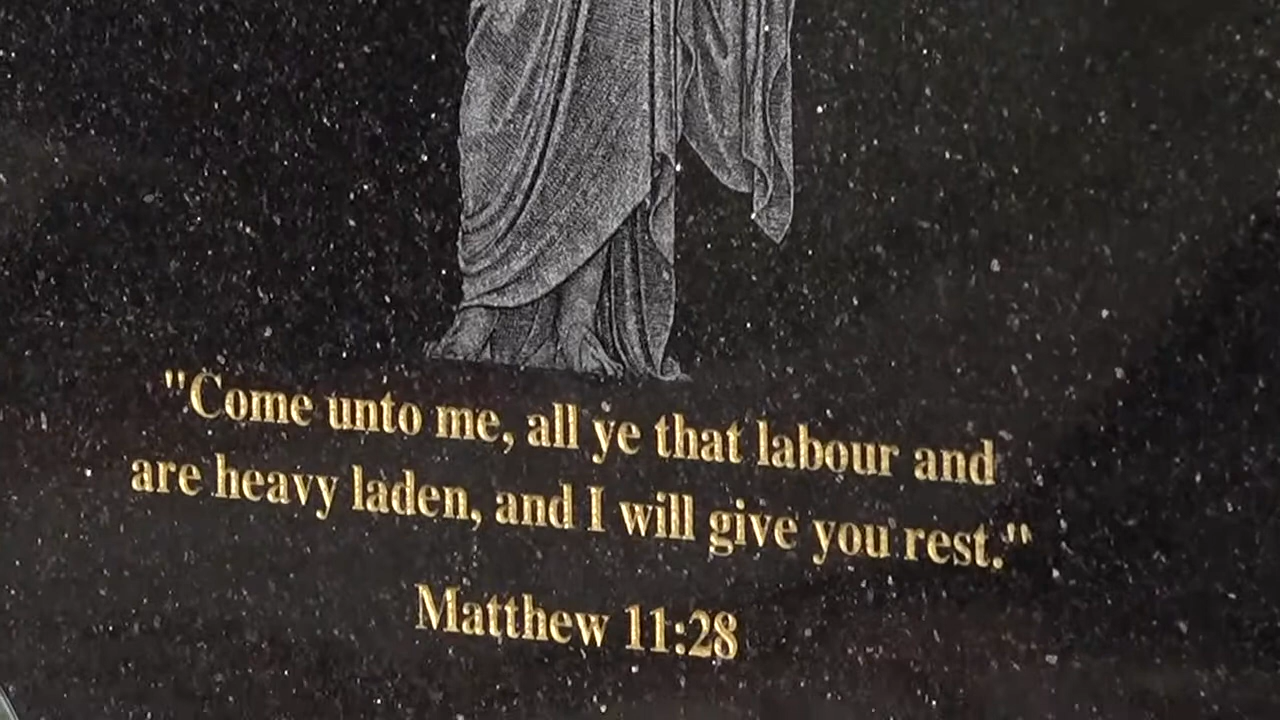 "Come unto me, all ye that labour and
are heavy laden, and I will give you rest."
Matthew 11:28